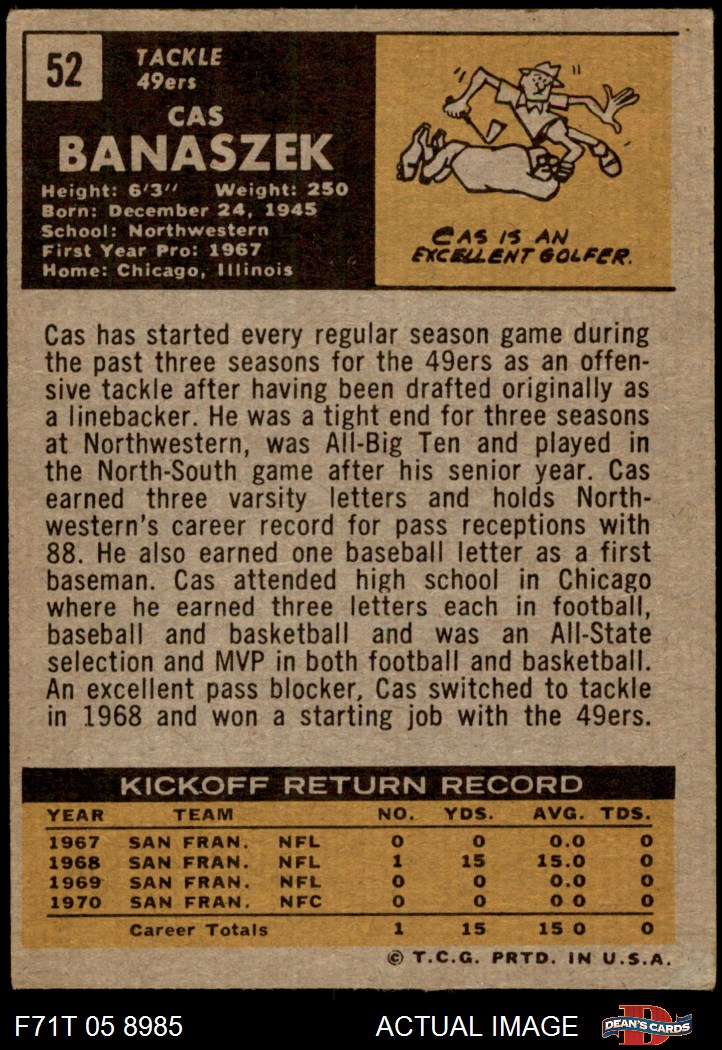 52
TACKLE
49ers
CAS
BANASZEK
Height: 6'3'' Weight: 250
Born: December 24, 1945
School: Northwestern
First Year Pro: 1967
Home: Chicago, Illinois
CAS IS AN
EXCELLENT GOLFER.
Cas has started every regular season game during
the past three seasons for the 49ers as an offen-
sive tackle after having been drafted originally as
a linebacker. He was a tight end for three seasons
at Northwestern, was All-Big Ten and played in
the North-South game after his senior year. Cas
earned three varsity letters and holds North-
western's career record for pass receptions with
88. He also earned one baseball letter as a first
baseman. Cas attended high school in Chicago
where he earned three letters each in football,
baseball and basketball and was an All-State
selection and MVP in both football and basketball.
An excellent pass blocker, Cas switched to tackle
in 1968 and won a starting job with the 49ers.
KICKOFF RETURN RECORD
YEAR TEAM NO. YDS. AVG. TDS.
1967 SAN FRAN. NFL 0 0 0.0 0
1968 SAN FRAN. NFL 1 15 15.0 0
1969 SAN FRAN. NFL 0 0 0.0 0
1970 SAN FRAN. NFC 0 0 0 0 0
Career Totals 1 15 15 0 0
© T.C.G. PRTD. IN U.S.A.
F71T 05 8985 ACTUAL IMAGE D DEAN'S CARDS